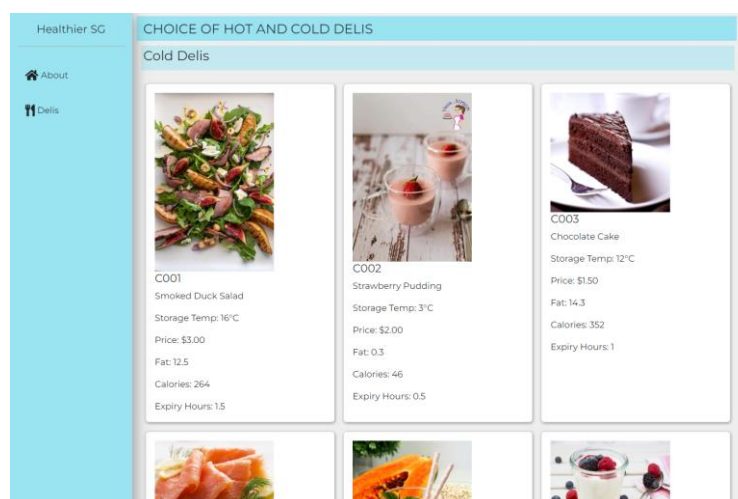 Healthier SG
About
Delis
CHOICE OF HOT AND COLD DELIS
Cold Delis
C001
Smoked Duck Salad
Storage Temp: 16°C
Price: $3.00
Fat: 12.5
Calories: 264
Expiry Hours: 1.5
C002
Strawberry Pudding
Storage Temp: 3°C
Price: $2.00
Fat: 0.3
Calories: 46
Expiry Hours: 0.5
C003
Chocolate Cake
Storage Temp: 12°C
Price: $1.50
Fat: 14.3
Calories: 352
Expiry Hours: 1